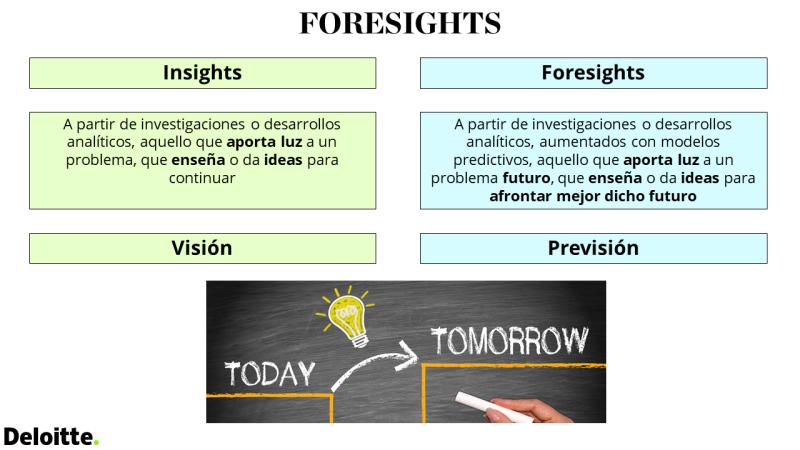 FORESIGHTS
Insights
A partir de investigaciones o desarrollos
analíticos, aquello que aporta luz a un
problema, que enseña o da ideas para
continuar
Visión
Foresights
A partir de investigaciones o desarrollos
analíticos, aumentados con modelos
predictivos, aquello que aporta luz a un
problema futuro, que enseña o da ideas para
afrontar mejor dicho futuro
Previsión
TODAY
TOMORROW
Deloitte.